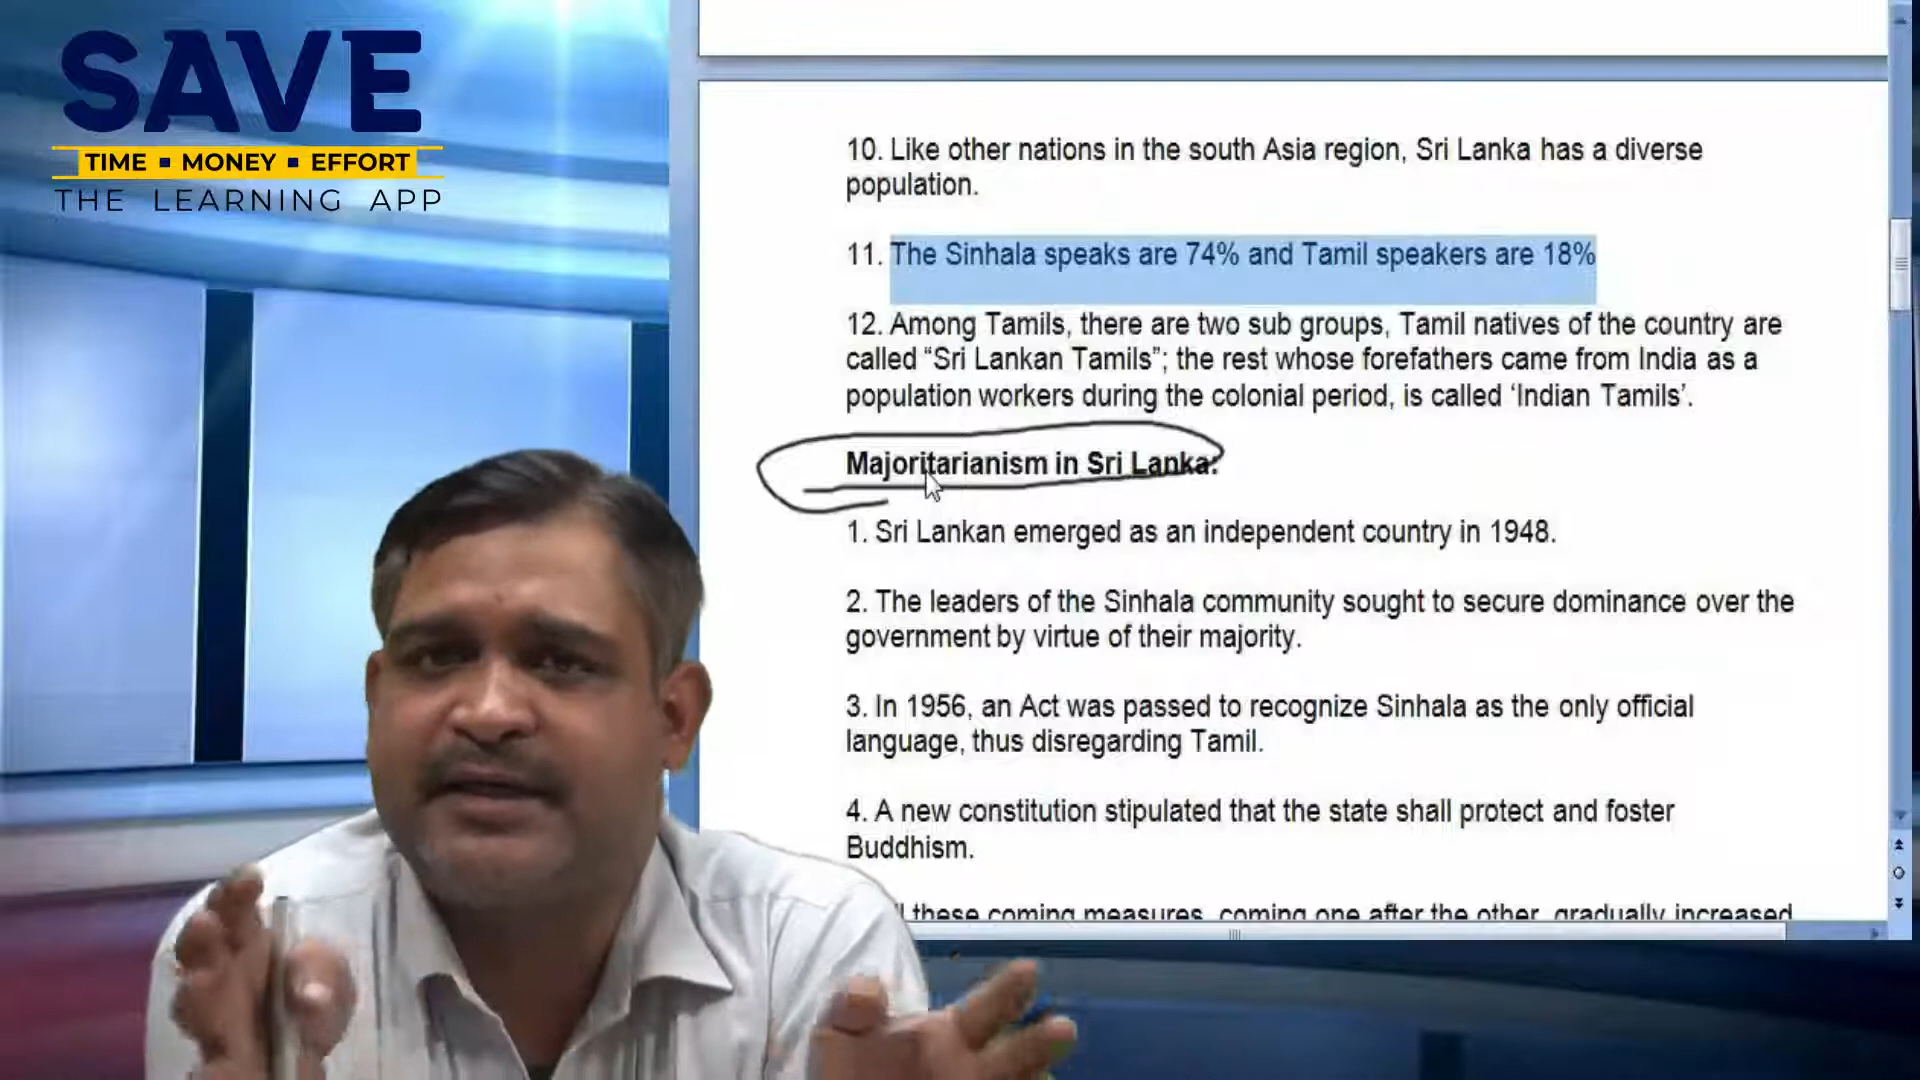 SAVE
TIME ▪ MONEY ▪ EFFORT
THE LEARNING APP
10. Like other nations in the south Asia region, Sri Lanka has a diverse
population.
11. The Sinhala speaks are 74% and Tamil speakers are 18%
12. Among Tamils, there are two sub groups, Tamil natives of the country are
called “Sri Lankan Tamils”; the rest whose forefathers came from India as a
population workers during the colonial period, is called ‘Indian Tamils’.
Majoritarianism in Sri Lanka:
1. Sri Lankan emerged as an independent country in 1948.
2. The leaders of the Sinhala community sought to secure dominance over the
government by virtue of their majority.
3. In 1956, an Act was passed to recognize Sinhala as the only official
language, thus disregarding Tamil.
4. A new constitution stipulated that the state shall protect and foster
Buddhism.
these coming measures, coming one after the other, gradually increased